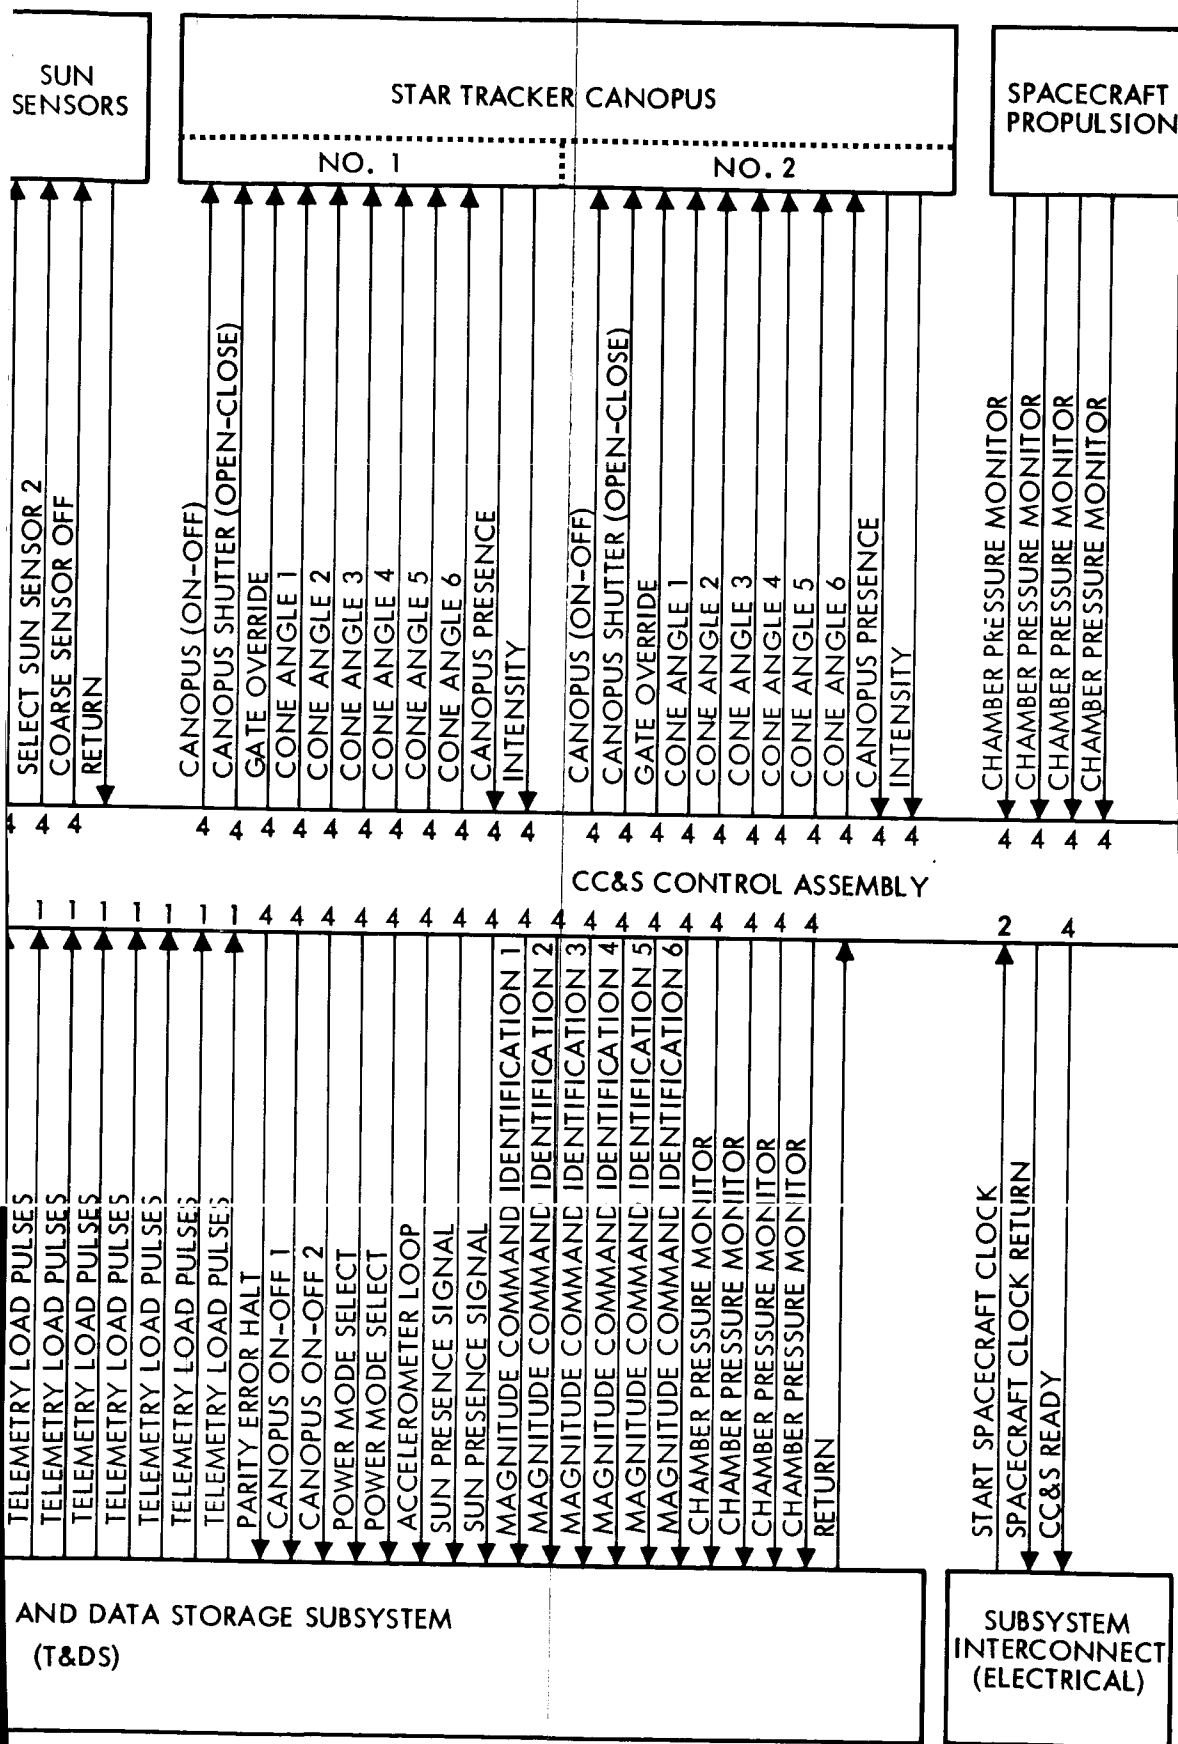 SUN
SENSORS
STAR TRACKER CANOPUS
NO. 1
NO. 2
SPACECRAFT
PROPULSION
SELECT SUN SENSOR 2
COARSE SENSOR OFF
RETURN
CANOPUS (ON-OFF)
CANOPUS SHUTTER (OPEN-CLOSE)
GATE OVERRIDE
CONE ANGLE 1
CONE ANGLE 2
CONE ANGLE 3
CONE ANGLE 4
CONE ANGLE 5
CONE ANGLE 6
CANOPUS PRESENCE
INTENSITY
CANOPUS (ON-OFF)
CANOPUS SHUTTER (OPEN-CLOSE)
GATE OVERRIDE
CONE ANGLE 1
CONE ANGLE 2
CONE ANGLE 3
CONE ANGLE 4
CONE ANGLE 5
CONE ANGLE 6
CANOPUS PRESENCE
INTENSITY
CHAMBER PRESSURE MONITOR
CHAMBER PRESSURE MONITOR
CHAMBER PRESSURE MONITOR
CHAMBER PRESSURE MONITOR
4 4 4 4 4 4 4 4 4 4 4 4 4 4 4 4 4 4 4 4 4 4 4 4 4 4 4 4 4
CC&S CONTROL ASSEMBLY
1 1 1 1 1 1 1 4 4 4 4 4 4 4 4 4 4 4 4 4 4 4 4 4 4 2 4
TELEMETRY LOAD PULSES
TELEMETRY LOAD PULSES
TELEMETRY LOAD PULSES
TELEMETRY LOAD PULSES
TELEMETRY LOAD PULSES
TELEMETRY LOAD PULSES
TELEMETRY LOAD PULSES
PARITY ERROR HALT
CANOPUS ON-OFF 1
CANOPUS ON-OFF 2
POWER MODE SELECT
POWER MODE SELECT
ACCELEROMETER LOOP
SUN PRESENCE SIGNAL
SUN PRESENCE SIGNAL
MAGNITUDE COMMAND IDENTIFICATION 1
MAGNITUDE COMMAND IDENTIFICATION 2
MAGNITUDE COMMAND IDENTIFICATION 3
MAGNITUDE COMMAND IDENTIFICATION 4
MAGNITUDE COMMAND IDENTIFICATION 5
MAGNITUDE COMMAND IDENTIFICATION 6
CHAMBER PRESSURE MONITOR
CHAMBER PRESSURE MONITOR
CHAMBER PRESSURE MONITOR
CHAMBER PRESSURE MONITOR
RETURN
START SPACECRAFT CLOCK
SPACECRAFT CLOCK RETURN
CC&S READY
AND DATA STORAGE SUBSYSTEM
(T&DS)
SUBSYSTEM
INTERCONNECT
(ELECTRICAL)